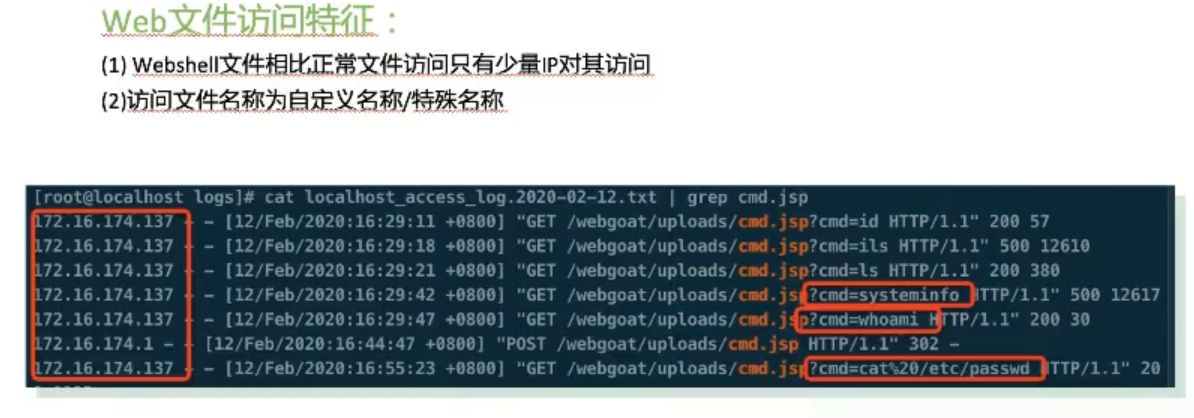 Web文件访问特征：
(1) Webshell文件相比正常文件访问只有少量IP对其访问
(2)访问文件名称为自定义名称/特殊名称
[root@localhost logs]# cat localhost_access_log.2020-02-12.txt | grep cmd.jsp
172.16.174.137 - - [12/Feb/2020:16:29:11 +0800] "GET /webgoat/uploads/cmd.jsp?cmd=id HTTP/1.1" 200 57
172.16.174.137 - - [12/Feb/2020:16:29:18 +0800] "GET /webgoat/uploads/cmd.jsp?cmd=ils HTTP/1.1" 500 12610
172.16.174.137 - - [12/Feb/2020:16:29:21 +0800] "GET /webgoat/uploads/cmd.jsp?cmd=ls HTTP/1.1" 200 380
172.16.174.137 - - [12/Feb/2020:16:29:42 +0800] "GET /webgoat/uploads/cmd.jsp?cmd=systeminfo HTTP/1.1" 500 12617
172.16.174.137 - - [12/Feb/2020:16:29:47 +0800] "GET /webgoat/uploads/cmd.jsp?cmd=whoami HTTP/1.1" 200 30
172.16.174.1 - - [12/Feb/2020:16:44:47 +0800] "POST /webgoat/uploads/cmd.jsp HTTP/1.1" 302 -
172.16.174.137 - - [12/Feb/2020:16:55:23 +0800] "GET /webgoat/uploads/cmd.jsp?cmd=cat%20/etc/passwd HTTP/1.1" 20